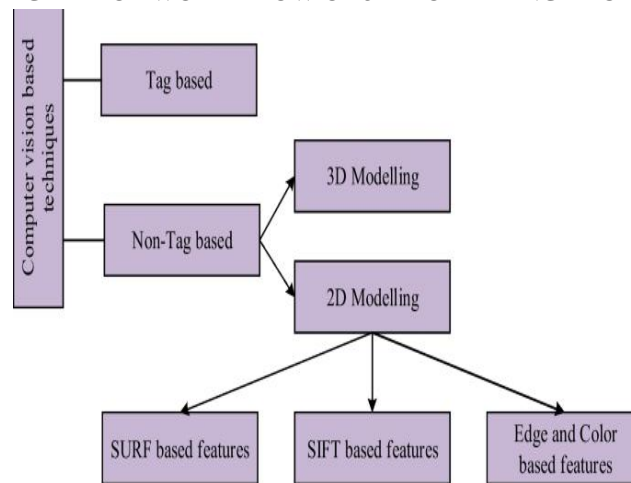 Computer vision based
techniques
Tag based
Non-Tag based
3D Modelling
2D Modelling
SURF based features
SIFT based features
Edge and Color
based features